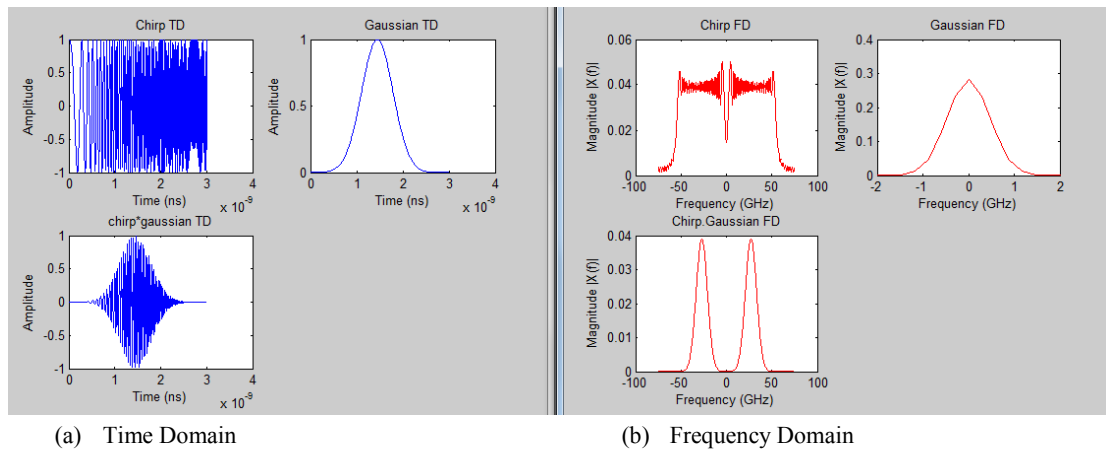 Chirp TD
Amplitude
1
0.5
0
-0.5
-1
0 1 2 3 4
Time (ns)
x 10^-9
Gaussian TD
Amplitude
1
0.5
0
0 1 2 3 4
Time (ns)
x 10^-9
chirp*gaussian TD
Amplitude
1
0.5
0
-0.5
-1
0 1 2 3 4
Time (ns)
x 10^-9
Chirp FD
Magnitude |X(f)|
0.06
0.04
0.02
0
-100 -50 0 50 100
Frequency (GHz)
Gaussian FD
Magnitude |X(f)|
0.4
0.3
0.2
0.1
0
-2 -1 0 1 2
Frequency (GHz)
Chirp.Gaussian FD
Magnitude |X(f)|
0.04
0.03
0.02
0.01
0
-100 -50 0 50 100
Frequency (GHz)
(a) Time Domain
(b) Frequency Domain